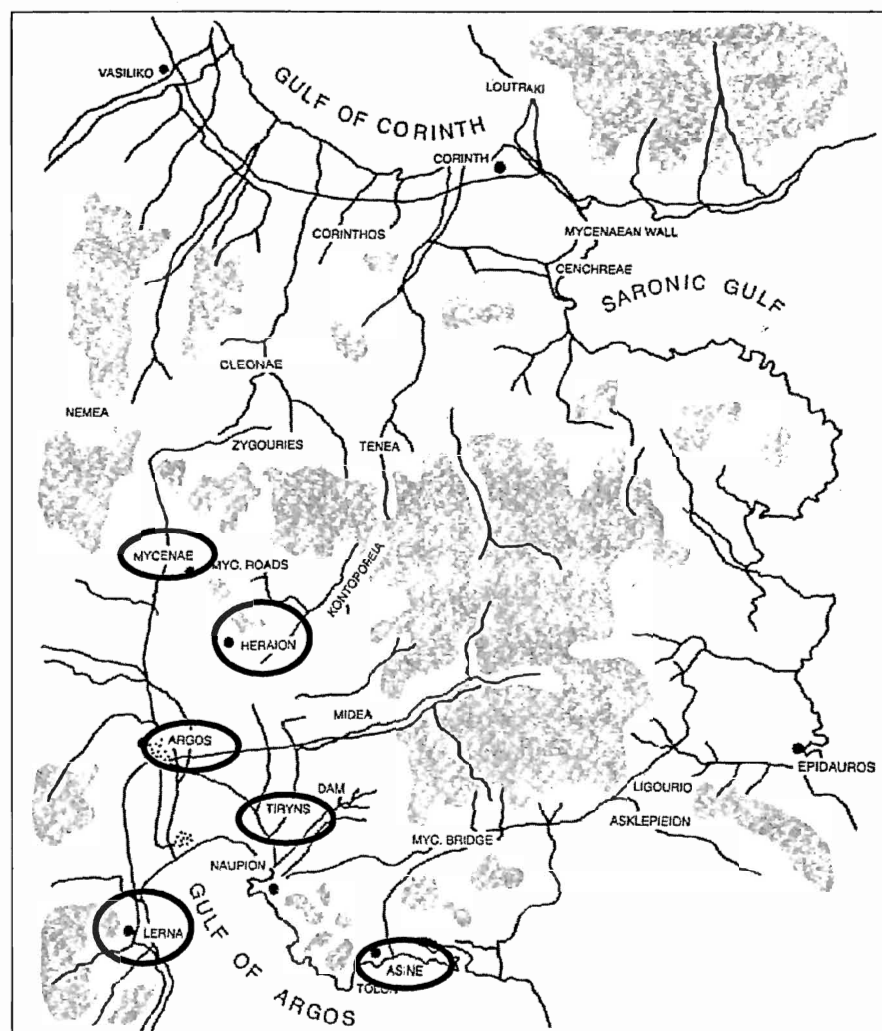 VASILIKO
GULF OF CORINTH
LOUTRAKI
CORINTH
CORINTHOS
MYCENAEAN WALL
CENCHREAE
SARONIC GULF
CLEONAE
NEMEA
ZYGOURIES
TENEA
MYCENAE
MYC. ROADS
KONTOPOREIA
HERAION
MIDEA
ARGOS
EPIDAUROS
LIGOURIO
DAM
TIRYNS
ASKLEPIEION
MYC. BRIDGE
NAUPION
GULF OF ARGOS
LERNA
ASINE
TOLON